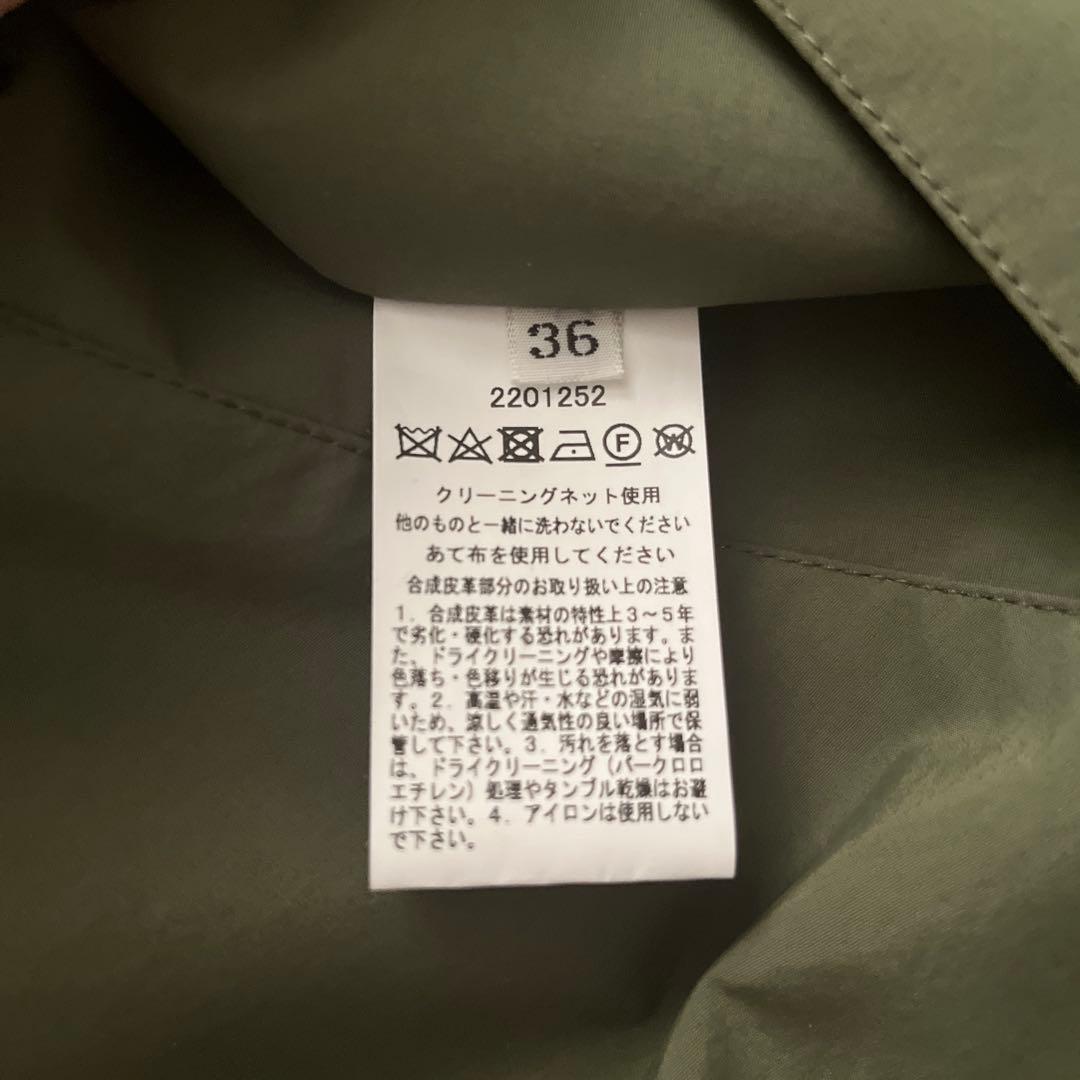 36
2201252
F W
クリーニングネット使用
他のものと一緒に洗わないでください
あて布を使用してください
合成皮革部分のお取り扱い上の注意
1．合成皮革は素材の特性上3～5年
で劣化・硬化する恐れがあります。ま
た、ドライクリーニングや摩擦により
色落ち・色移りが生じる恐れがありま
す。2．高温や汗・水などの湿気に弱
いため、涼しく通気性の良い場所で保
管して下さい。3．汚れを落とす場合
は、ドライクリーニング（パークロロ
エチレン）処理やタンブル乾燥はお避
け下さい。4．アイロンは使用しない
で下さい。